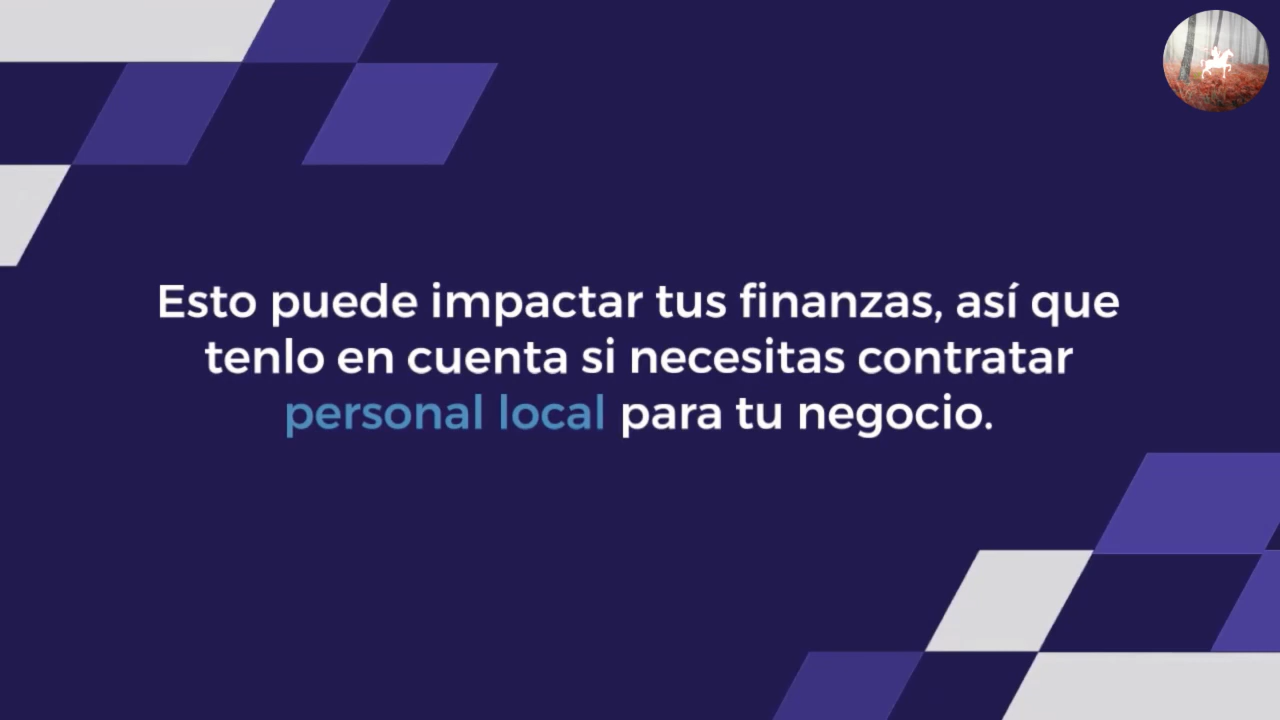 Esto puede impactar tus finanzas, así que
tenlo en cuenta si necesitas contratar
personal local para tu negocio.